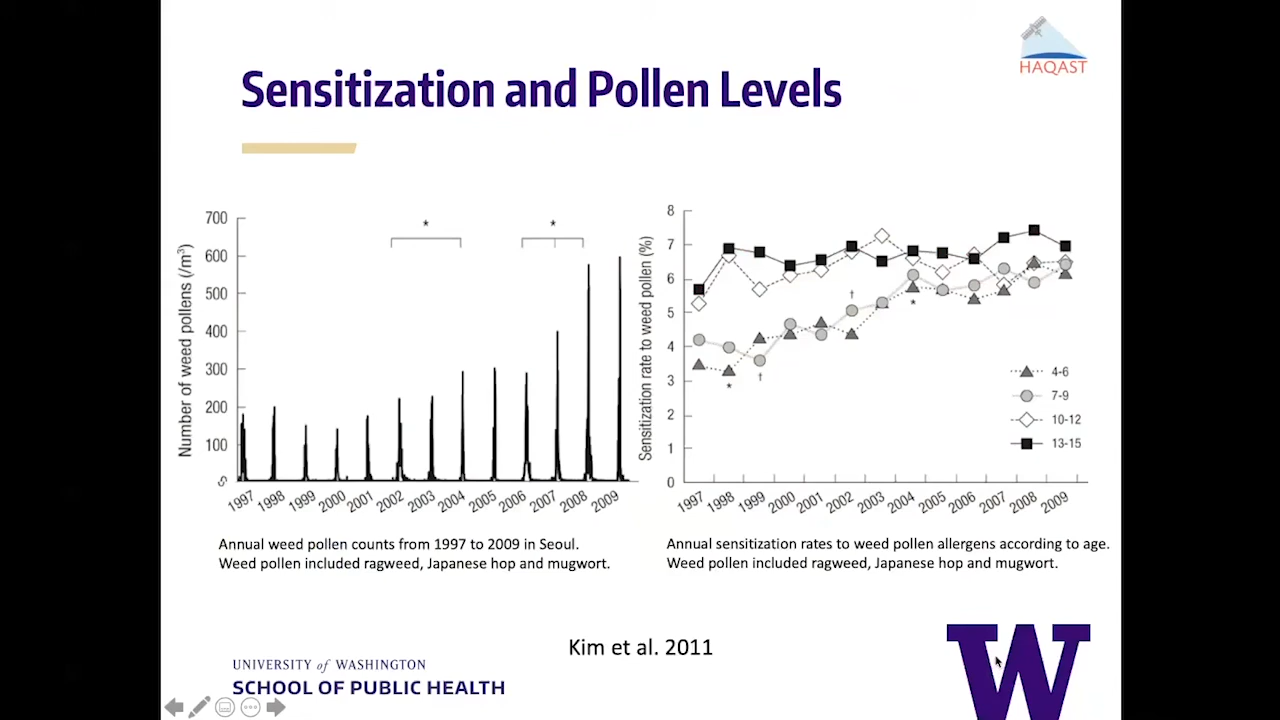 HAQAST
Sensitization and Pollen Levels
Number of weed pollens (/m³)
700
600
500
400
300
200
100
*
*
1997 1998 1999 2000 2001 2002 2003 2004 2005 2006 2007 2008 2009
Annual weed pollen counts from 1997 to 2009 in Seoul.
Weed pollen included ragweed, Japanese hop and mugwort.
Sensitization rate to weed pollen (%)
8
7
6
5
4
3
2
1
0
†
*
*
†
4-6
7-9
10-12
13-15
1997 1998 1999 2000 2001 2002 2003 2004 2005 2006 2007 2008 2009
Annual sensitization rates to weed pollen allergens according to age.
Weed pollen included ragweed, Japanese hop and mugwort.
Kim et al. 2011
UNIVERSITY of WASHINGTON
SCHOOL OF PUBLIC HEALTH
W